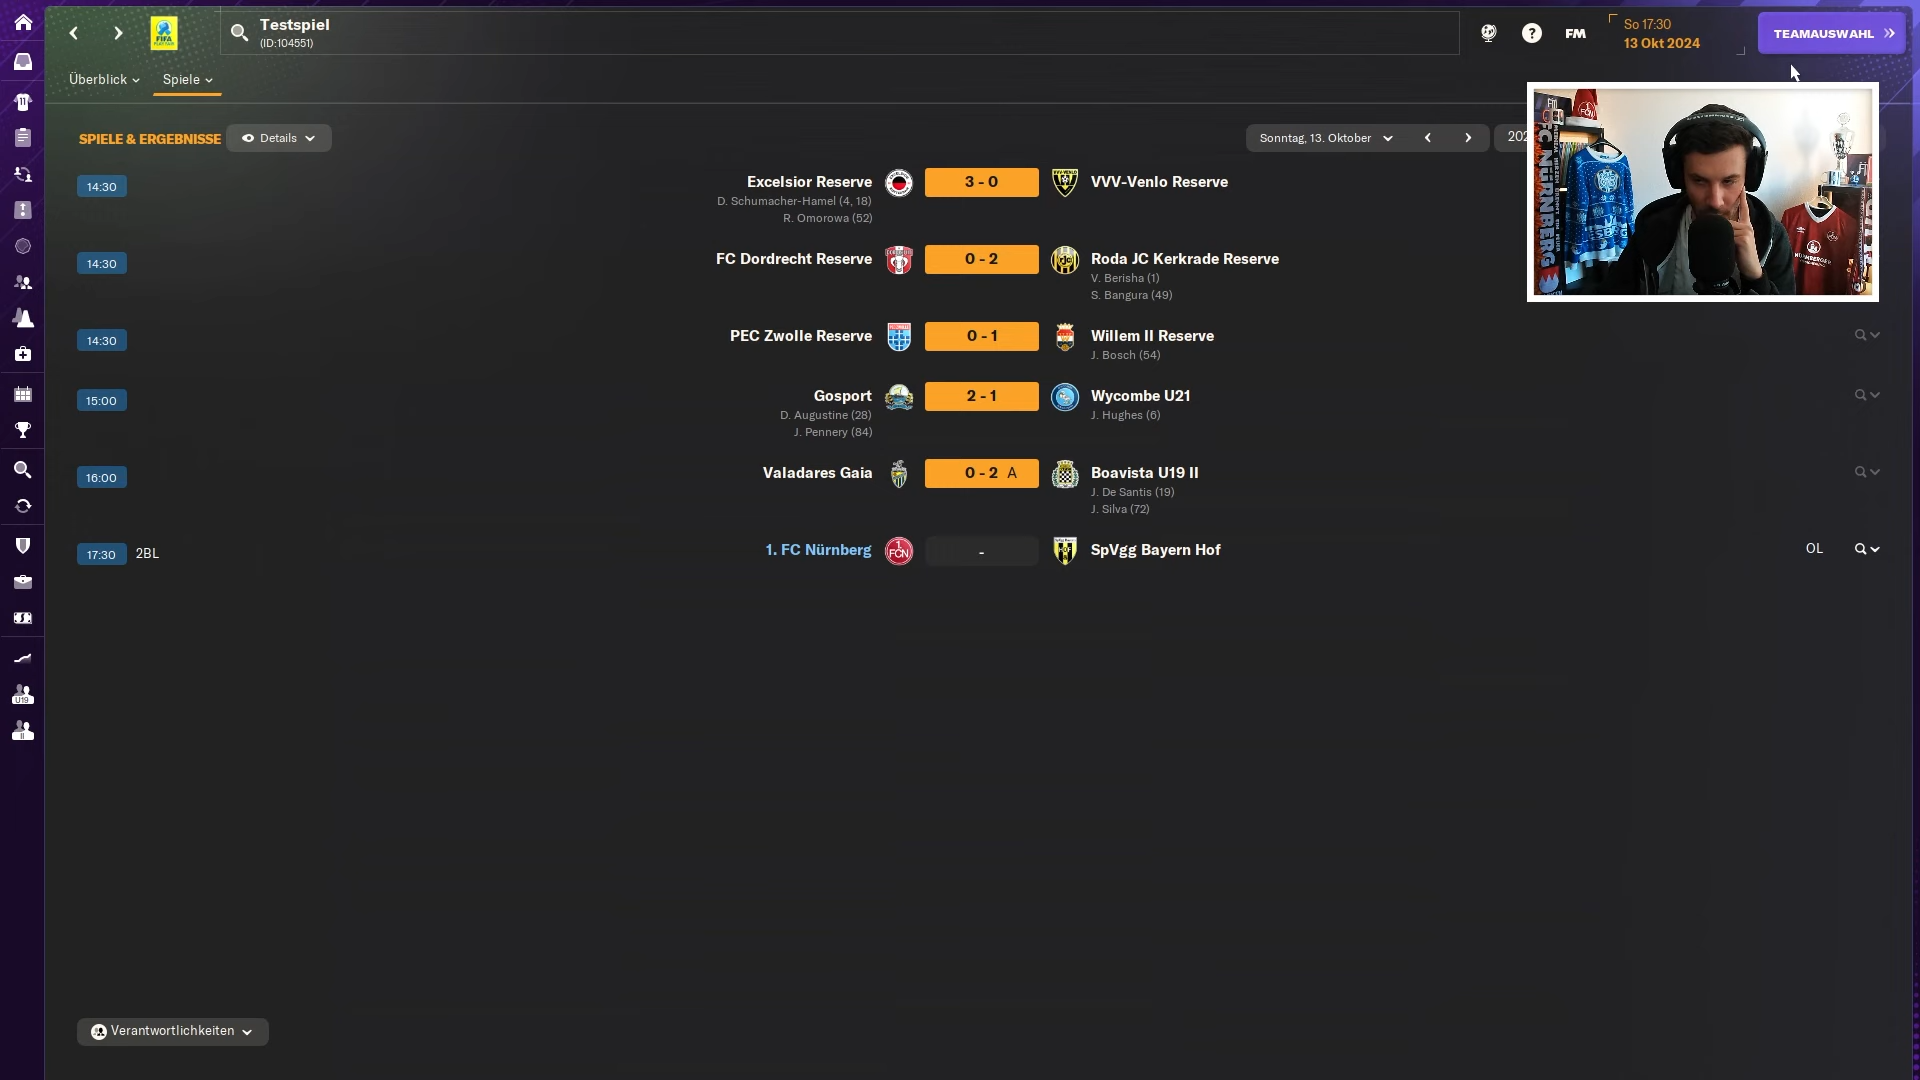 Testspiel
(ID:104551)
FM
So 17:30
13 Okt 2024
TEAMAUSWAHL
Überblick
Spiele
SPIELE & ERGEBNISSE
Details
Sonntag, 13. Oktober
14:30
Excelsior Reserve
3 - 0
VVV-Venlo Reserve
D. Schumacher-Hamel (4, 18)
R. Omorowa (52)
14:30
FC Dordrecht Reserve
0 - 2
Roda JC Kerkrade Reserve
V. Berisha (1)
S. Bangura (49)
14:30
PEC Zwolle Reserve
0 - 1
Willem II Reserve
J. Bosch (54)
15:00
Gosport
2 - 1
Wycombe U21
D. Augustine (28)
J. Hughes (6)
J. Pennery (84)
16:00
Valadares Gaia
0 - 2 A
Boavista U19 II
J. De Santis (19)
J. Silva (72)
17:30
2BL
1. FC Nürnberg
-
SpVgg Bayern Hof
OL
U19
II
Verantwortlichkeiten
FC NÜRNBERG